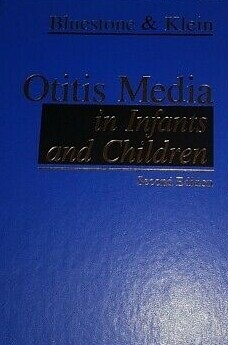 Bluestone & Klein
Otitis Media
in Infants
and Children
Second Edition